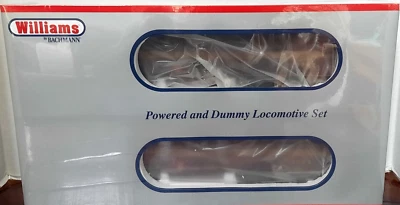 Williams
BY BACHMANN
Powered and Dummy Locomotive Set